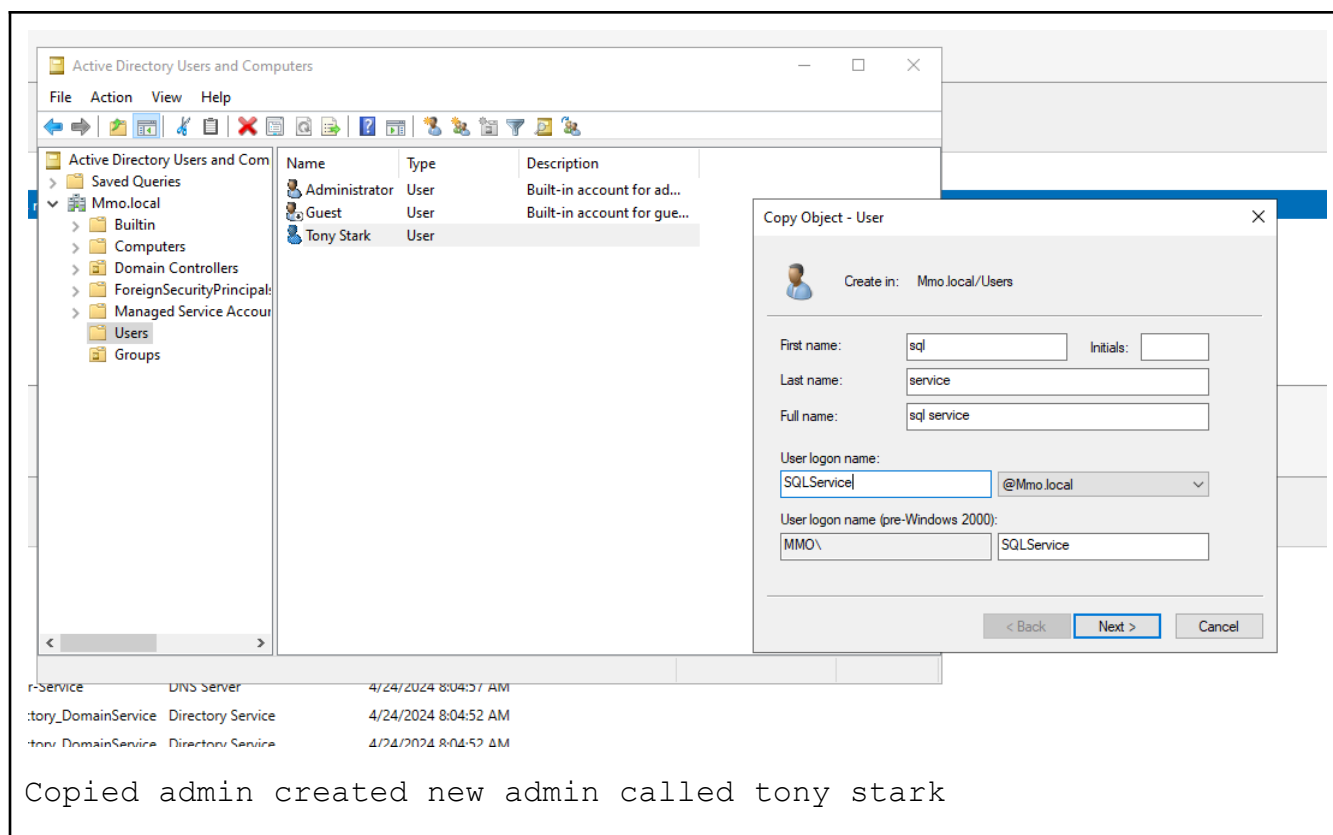 Active Directory Users and Computers
File Action View Help
Active Directory Users and Com
Saved Queries
Mmo.local
Builtin
Computers
Domain Controllers
ForeignSecurityPrincipal:
Managed Service Accour
Users
Groups
Name Type Description
Administrator User Built-in account for ad...
Guest User Built-in account for gue...
Tony Stark User
Copy Object - User
Create in: Mmo.local/Users
First name: sql Initials:
Last name: service
Full name: sql service
User logon name:
SQLService @Mmo.local
User logon name (pre-Windows 2000):
MMO\ SQLService
< Back Next > Cancel
r-Service DNS Server 4/24/2024 8:04:57 AM
:tory_DomainService Directory Service 4/24/2024 8:04:52 AM
:tory_DomainService Directory Service 4/24/2024 8:04:52 AM
Copied admin created new admin called tony stark